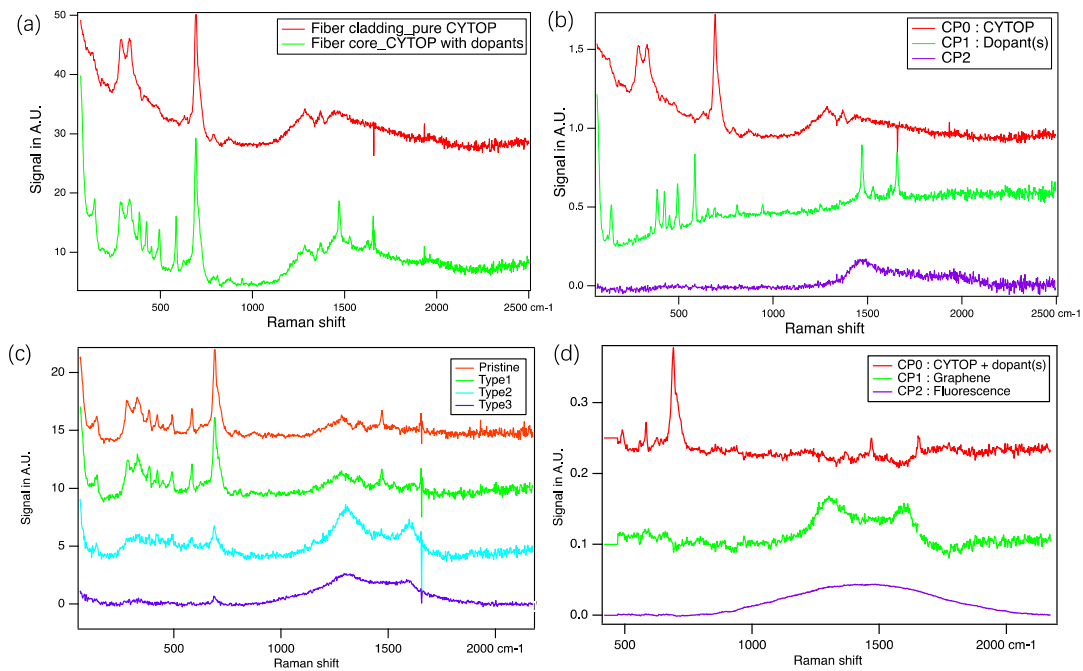 (a)
Fiber cladding_pure CYTOP
Fiber core_CYTOP with dopants
50
40
30
20
10
Signal in A.U.
500
1000
1500
2000
2500 cm-1
Raman shift
(b)
CP0 : CYTOP
CP1 : Dopant(s)
CP2
1.5
1.0
0.5
0.0
Signal in A.U.
500
1000
1500
2000
2500 cm-1
Raman shift
(c)
Pristine
Type1
Type2
Type3
20
15
10
5
0
Signal in A.U.
500
1000
1500
2000 cm-1
Raman shift
(d)
CP0 : CYTOP + dopant(s)
CP1 : Graphene
CP2 : Fluorescence
0.3
0.2
0.1
0.0
Signal in A.U.
500
1000
1500
2000 cm-1
Raman shift